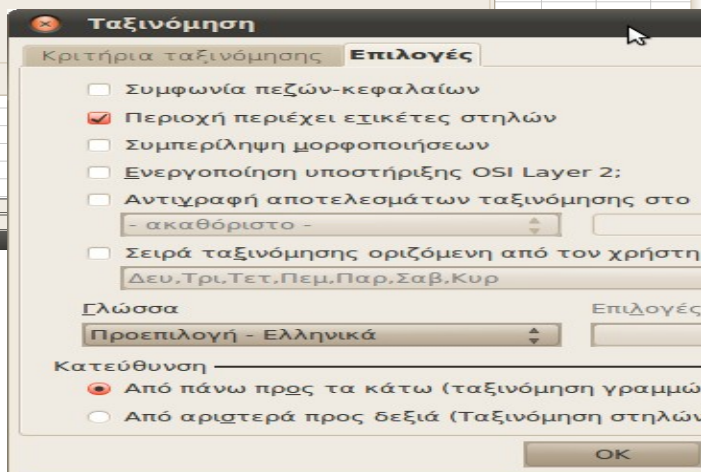 Ταξινόμηση
Κριτήρια ταξινόμησης Επιλογές
Συμφωνία πεζών-κεφαλαίων
Περιοχή περιέχει ετικέτες στηλών
Συμπερίληψη μορφοποιήσεων
Ενεργοποίηση υποστήριξης OSI Layer 2;
Αντιγραφή αποτελεσμάτων ταξινόμησης στο
- ακαθόριστο -
Σειρά ταξινόμησης οριζόμενη από τον χρήστη
Δευ,Τρι,Τετ,Πεμ,Παρ,Σαβ,Κυρ
Γλώσσα Επιλογές
Προεπιλογή - Ελληνικά
Κατεύθυνση
Από πάνω προς τα κάτω (ταξινόμηση γραμμώ
Από αριστερά προς δεξιά (Ταξινόμηση στηλών
OK